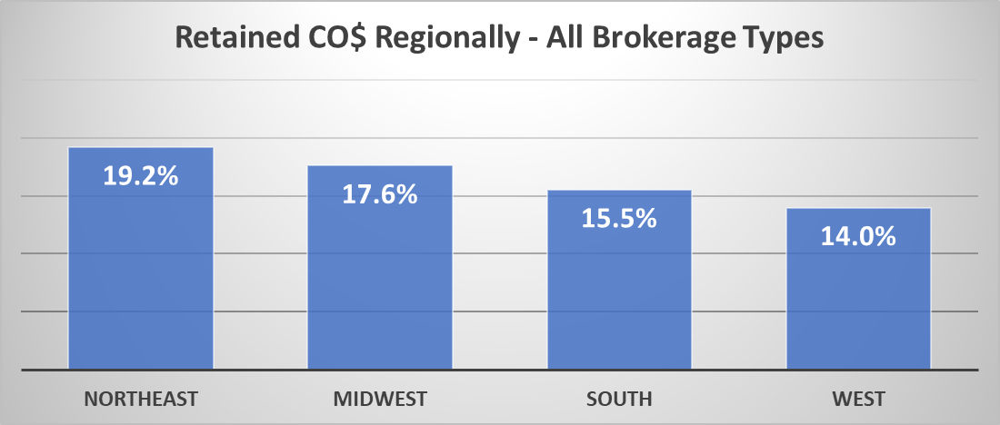 Retained CO$ Regionally - All Brokerage Types
19.2%
17.6%
15.5%
14.0%
NORTHEAST
MIDWEST
SOUTH
WEST